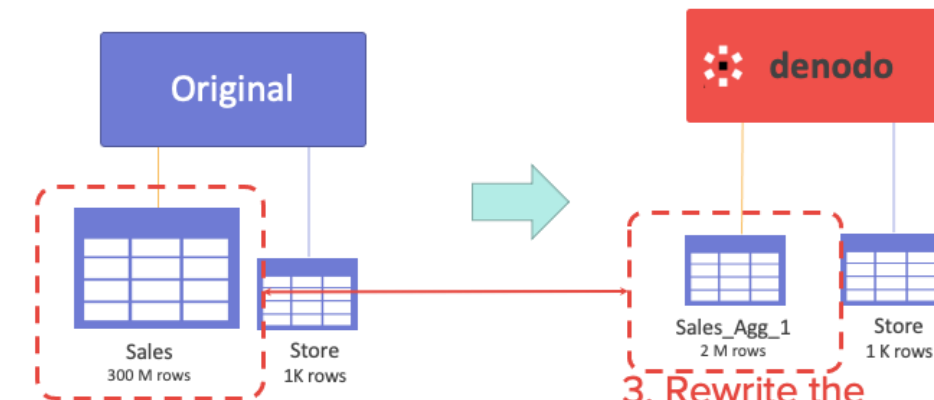 Original
denodo
Sales
300 M rows
Store
1K rows
Sales_Agg_1
2 M rows
Store
1 K rows
3. Rewrite the